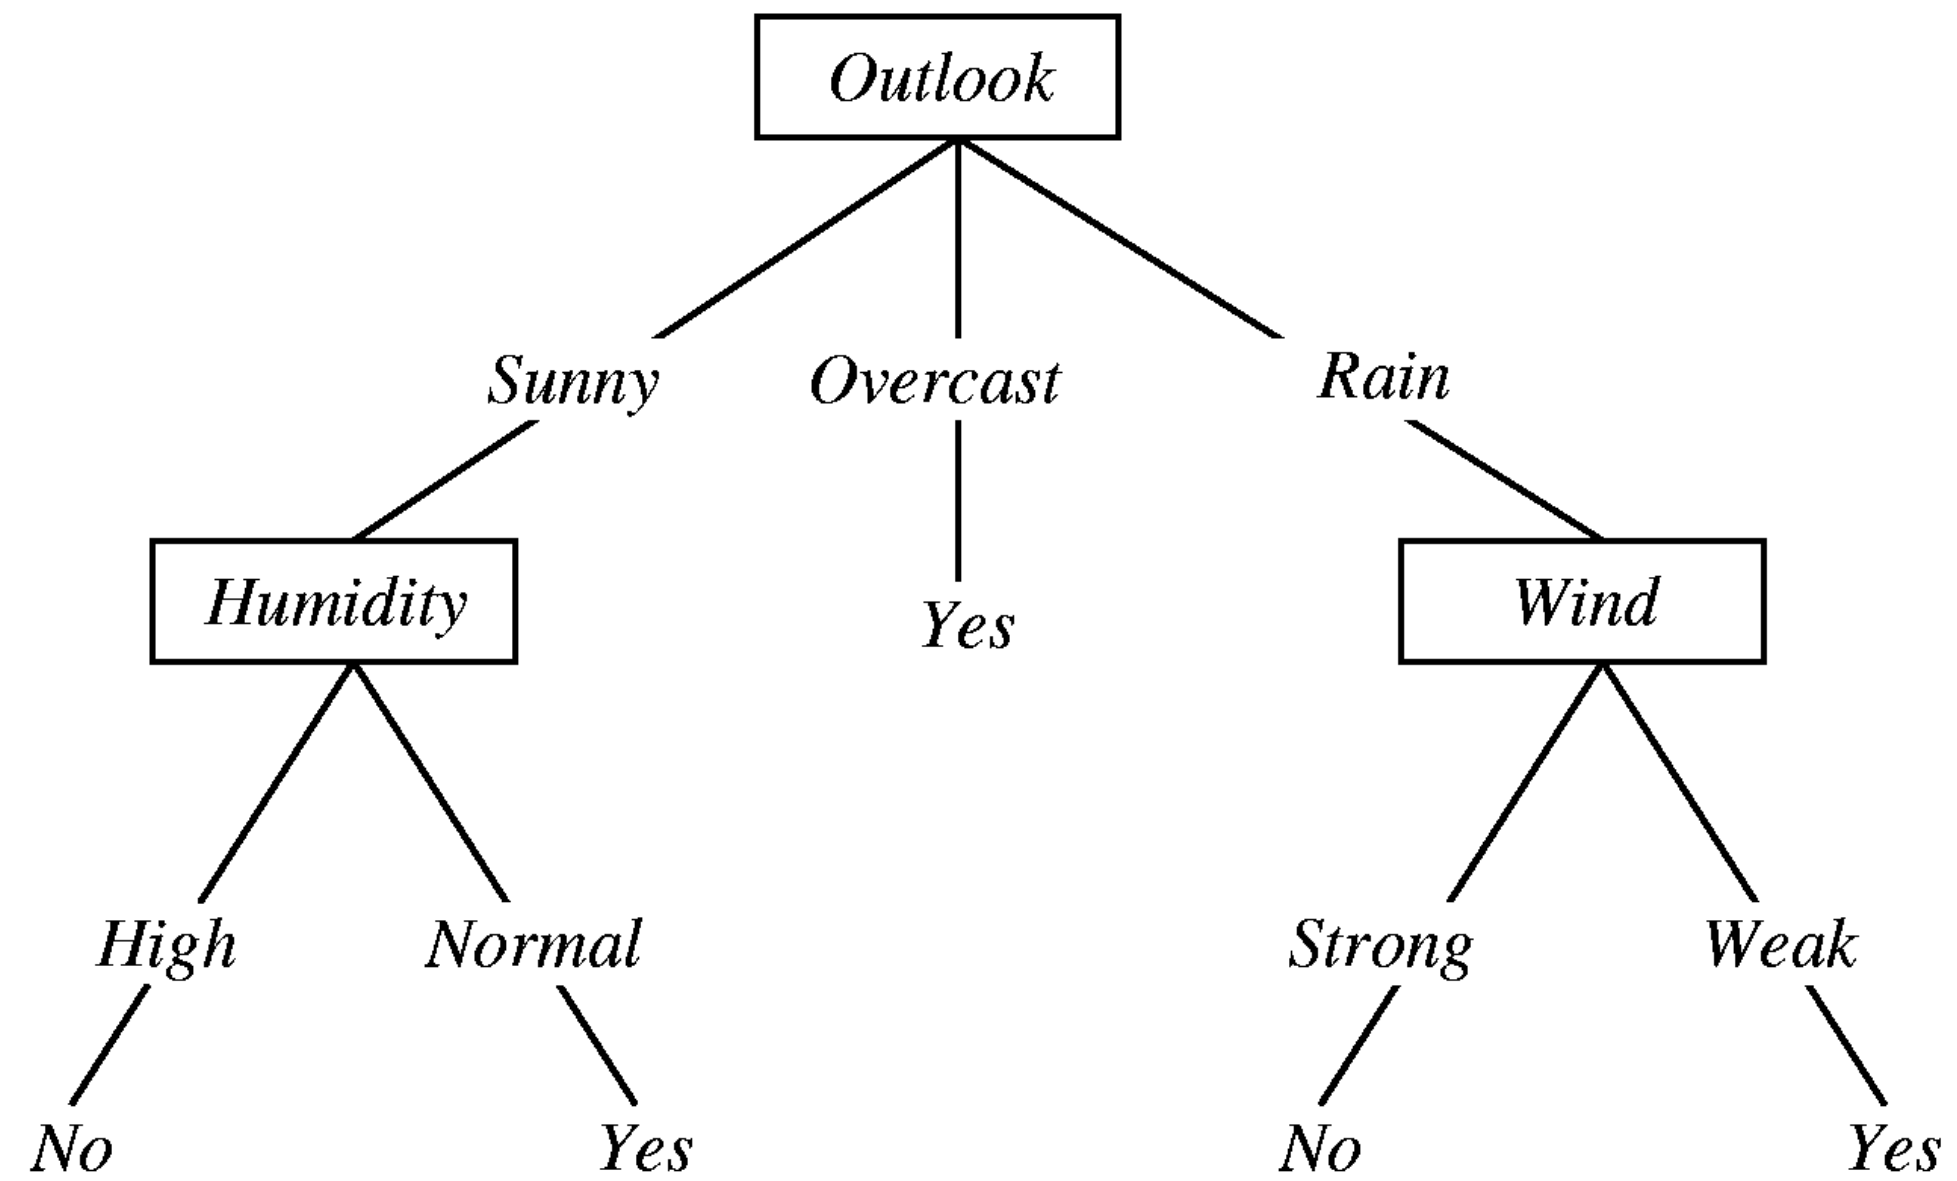 Outlook
Sunny Overcast Rain
Humidity Yes Wind
High Normal Strong Weak
No Yes No Yes